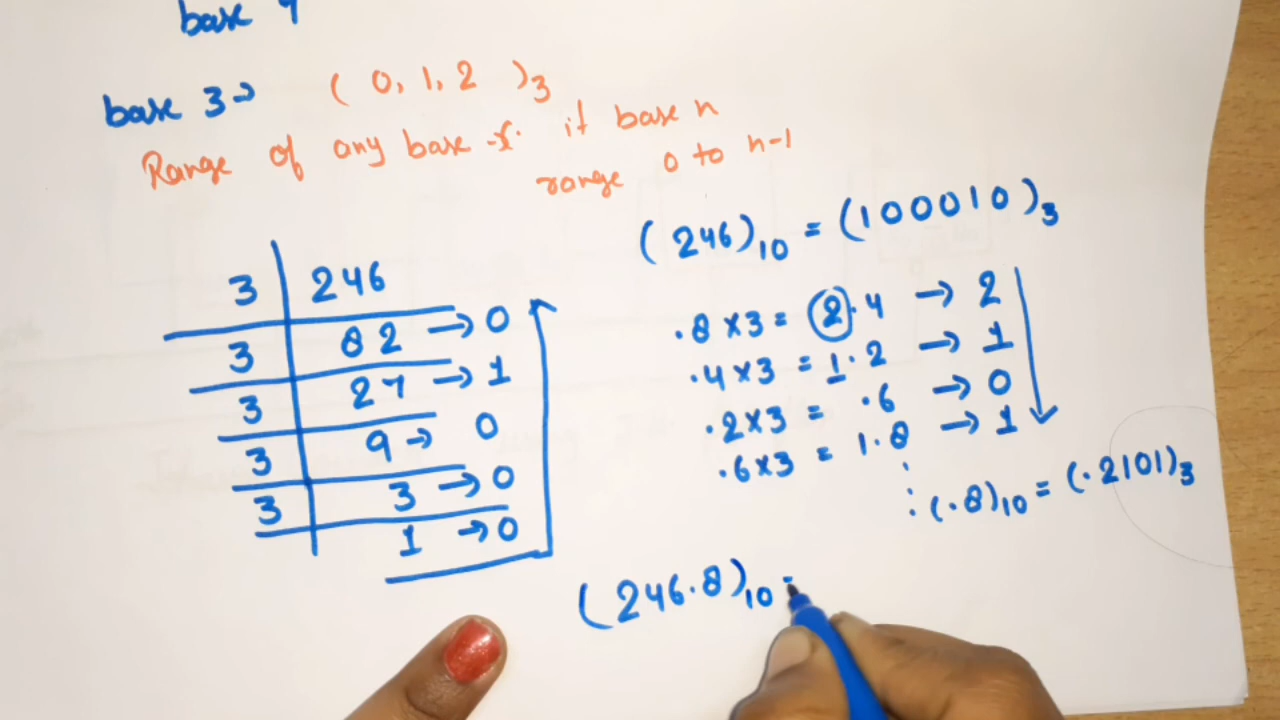 base 4
base 3→ ( 0, 1, 2 )3
Range of any base -r. if base n
range 0 to n-1
(246)10 = (100010)3
3 | 246
3 | 82 → 0
3 | 27 → 1
3 | 9 → 0
3 | 3 → 0
1 → 0
.8 x 3 = 2.4 → 2
.4 x 3 = 1.2 → 1
.2 x 3 = .6 → 0
.6 x 3 = 1.8 → 1
: (.8)10 = (.2101)3
(246.8)10 =